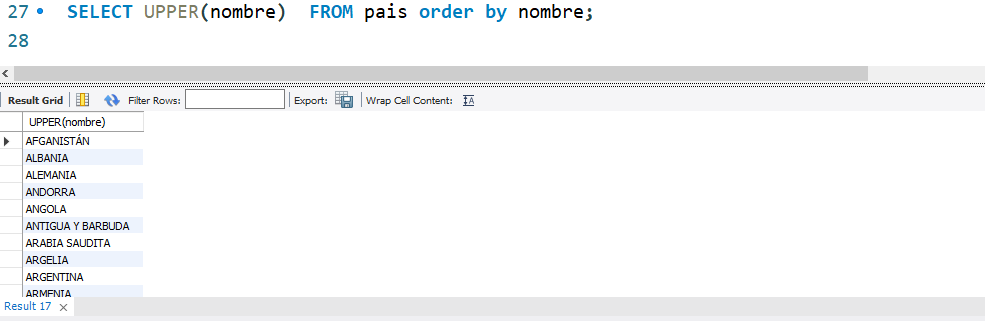 27 SELECT UPPER(nombre)  FROM pais order by nombre;
28
Result Grid Filter Rows: Export: Wrap Cell Content:
UPPER(nombre)
AFGANISTÁN
ALBANIA
ALEMANIA
ANDORRA
ANGOLA
ANTIGUA Y BARBUDA
ARABIA SAUDITA
ARGELIA
ARGENTINA
ARMENIA
Result 17